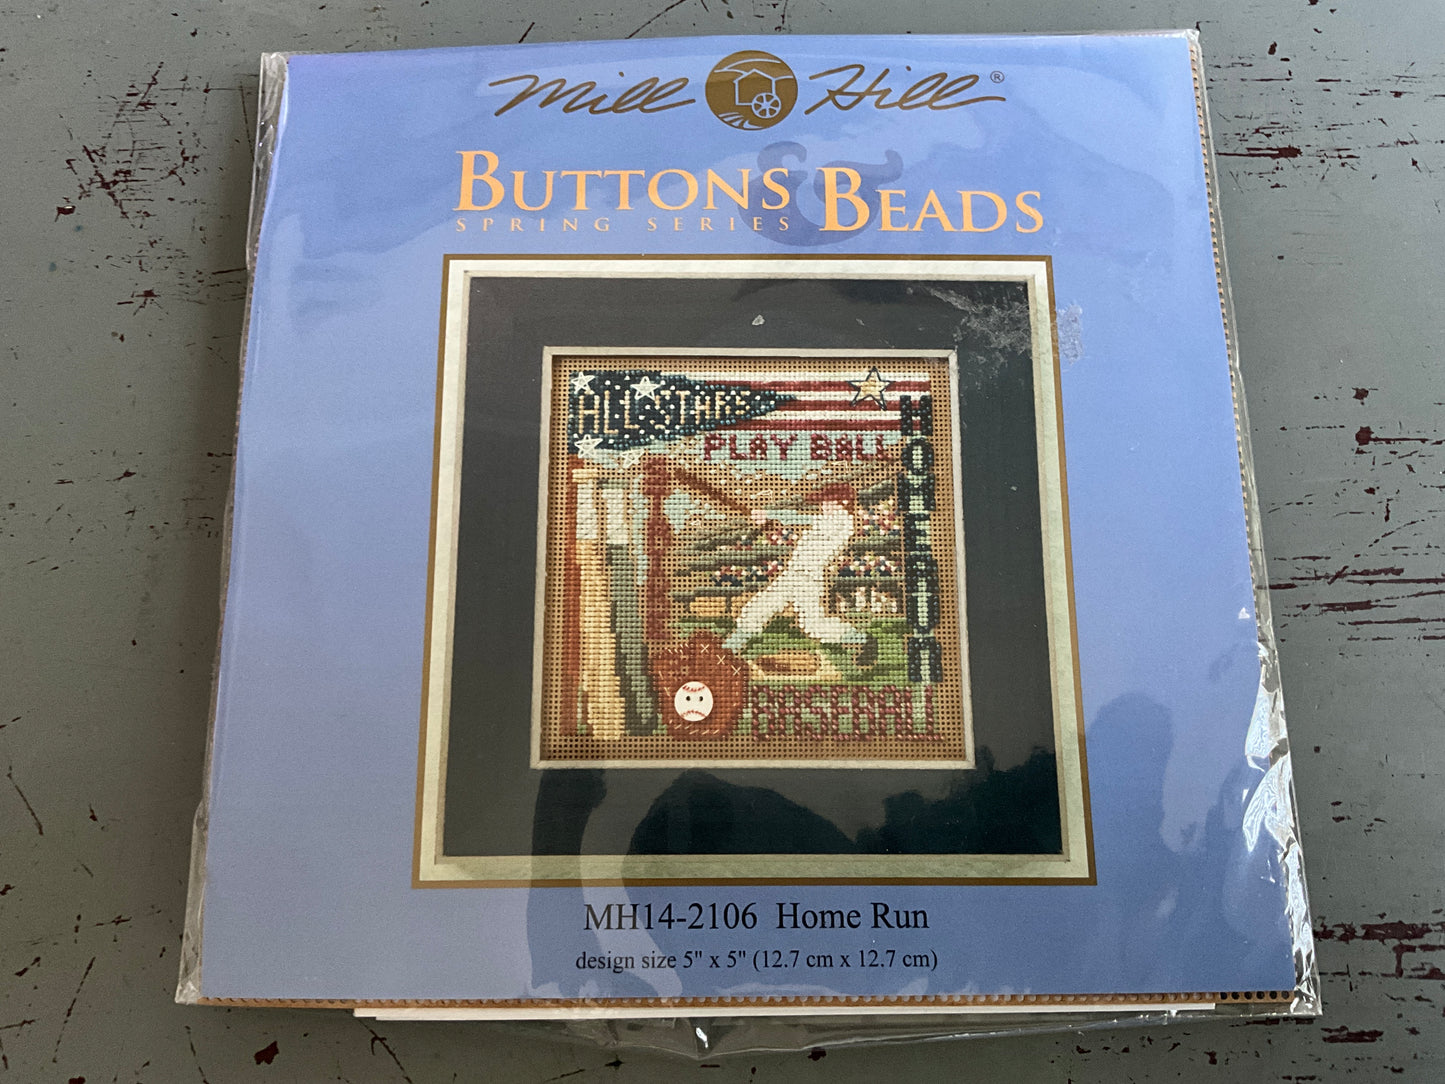 Mill Hill®
BUTTONS & BEADS
SPRING SERIES
ALL STARS
PLAY BALL
HOME RUN
BASEBALL
MH14-2106 Home Run
design size 5" x 5" (12.7 cm x 12.7 cm)